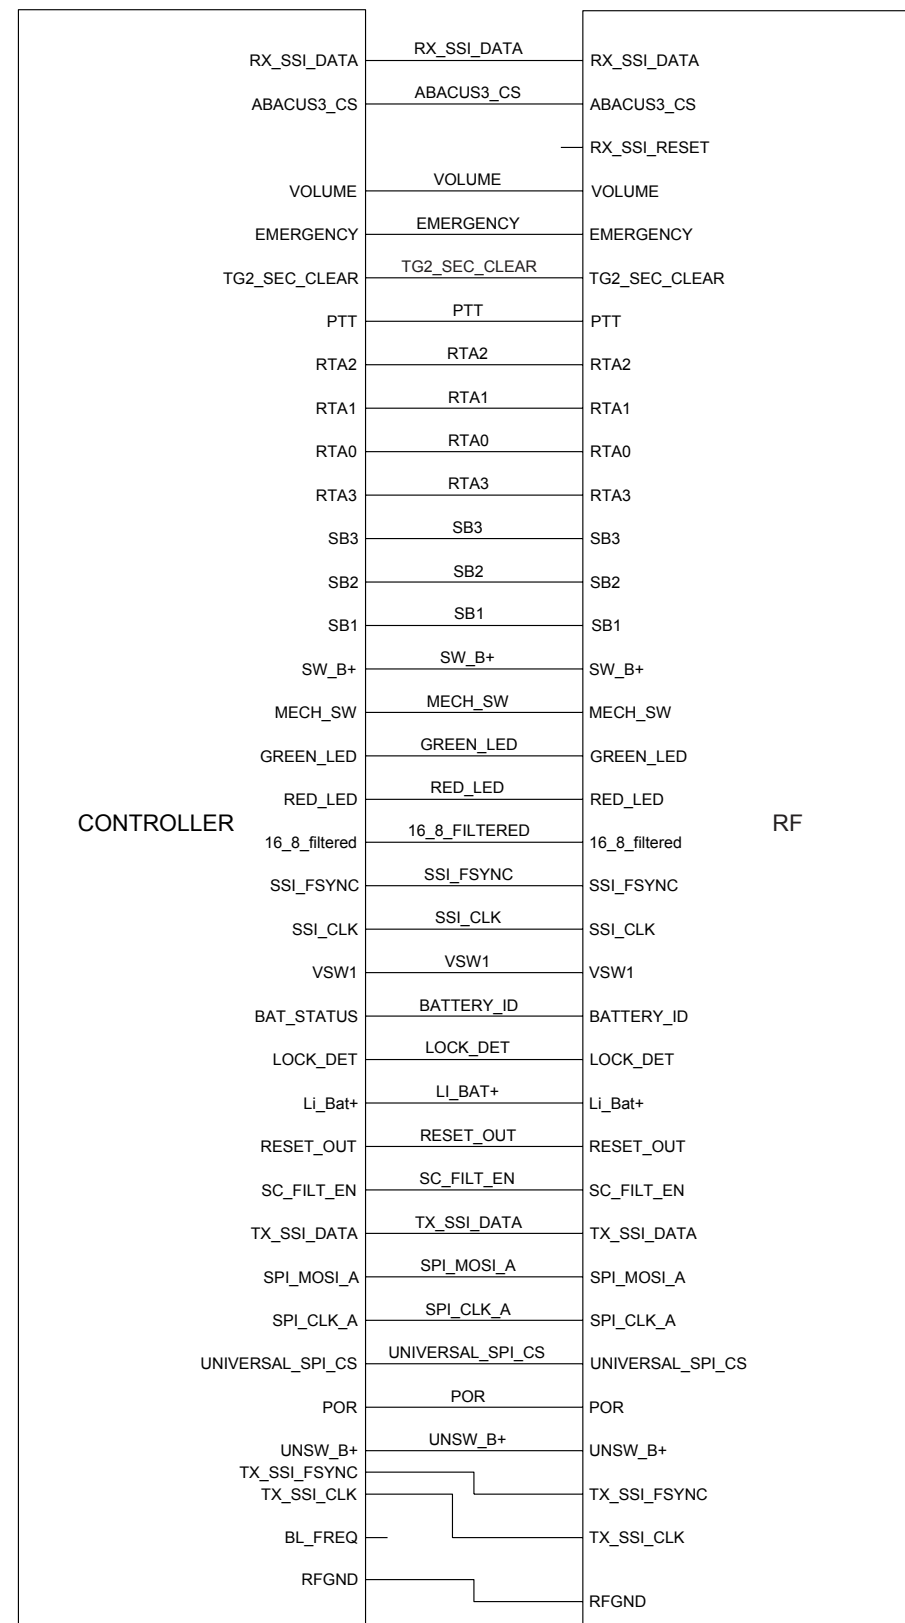 RX_SSI_DATA RX_SSI_DATA RX_SSI_DATA
ABACUS3_CS ABACUS3_CS ABACUS3_CS
RX_SSI_RESET
VOLUME VOLUME VOLUME
EMERGENCY EMERGENCY EMERGENCY
TG2_SEC_CLEAR TG2_SEC_CLEAR TG2_SEC_CLEAR
PTT PTT PTT
RTA2 RTA2 RTA2
RTA1 RTA1 RTA1
RTA0 RTA0 RTA0
RTA3 RTA3 RTA3
SB3 SB3 SB3
SB2 SB2 SB2
SB1 SB1 SB1
SW_B+ SW_B+ SW_B+
MECH_SW MECH_SW MECH_SW
GREEN_LED GREEN_LED GREEN_LED
RED_LED RED_LED RED_LED
CONTROLLER RF
16_8_filtered 16_8_FILTERED 16_8_filtered
SSI_FSYNC SSI_FSYNC SSI_FSYNC
SSI_CLK SSI_CLK SSI_CLK
VSW1 VSW1 VSW1
BAT_STATUS BATTERY_ID BATTERY_ID
LOCK_DET LOCK_DET LOCK_DET
Li_Bat+ LI_BAT+ Li_Bat+
RESET_OUT RESET_OUT RESET_OUT
SC_FILT_EN SC_FILT_EN SC_FILT_EN
TX_SSI_DATA TX_SSI_DATA TX_SSI_DATA
SPI_MOSI_A SPI_MOSI_A SPI_MOSI_A
SPI_CLK_A SPI_CLK_A SPI_CLK_A
UNIVERSAL_SPI_CS UNIVERSAL_SPI_CS UNIVERSAL_SPI_CS
POR POR POR
UNSW_B+ UNSW_B+ UNSW_B+
TX_SSI_FSYNC
TX_SSI_CLK TX_SSI_FSYNC
BL_FREQ TX_SSI_CLK
RFGND
RFGND